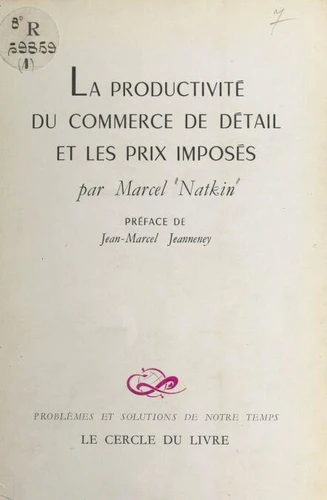 8° R
59859
(1)
LA PRODUCTIVITÉ
DU COMMERCE DE DÉTAIL
ET LES PRIX IMPOSÉS
par Marcel "Natkin"
PRÉFACE DE
Jean-Marcel Jeanneney
PROBLÈMES ET SOLUTIONS DE NOTRE TEMPS
LE CERCLE DU LIVRE